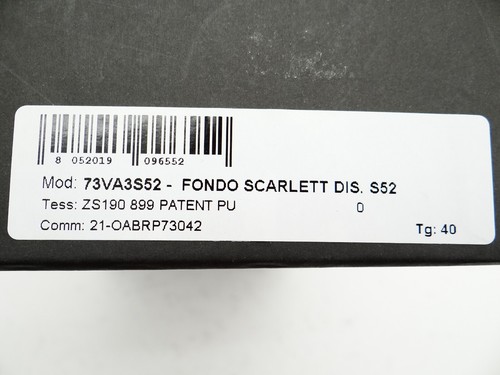 8 052019 096552
Mod: 73VA3S52 - FONDO SCARLETT DIS. S52
Tess: ZS190 899 PATENT PU 0
Comm: 21-OABRP73042
Tg: 40